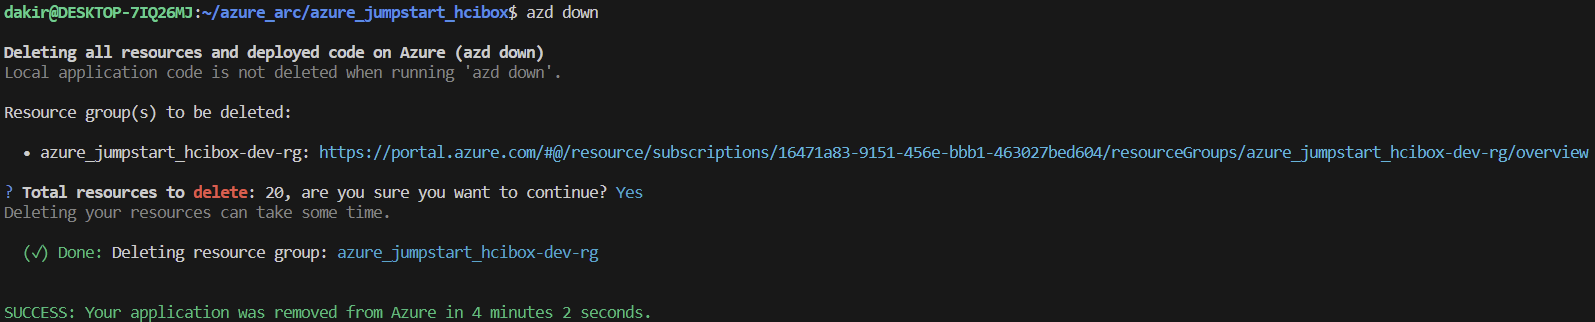 dakir@DESKTOP-7IQ26MJ:~/azure_arc/azure_jumpstart_hcibox$ azd down
Deleting all resources and deployed code on Azure (azd down)
Local application code is not deleted when running 'azd down'.
Resource group(s) to be deleted:
• azure_jumpstart_hcibox-dev-rg: https://portal.azure.com/#@/resource/subscriptions/16471a83-9151-456e-bbb1-463027bed604/resourceGroups/azure_jumpstart_hcibox-dev-rg/overview
? Total resources to delete: 20, are you sure you want to continue? Yes
Deleting your resources can take some time.
(✓) Done: Deleting resource group: azure_jumpstart_hcibox-dev-rg
SUCCESS: Your application was removed from Azure in 4 minutes 2 seconds.